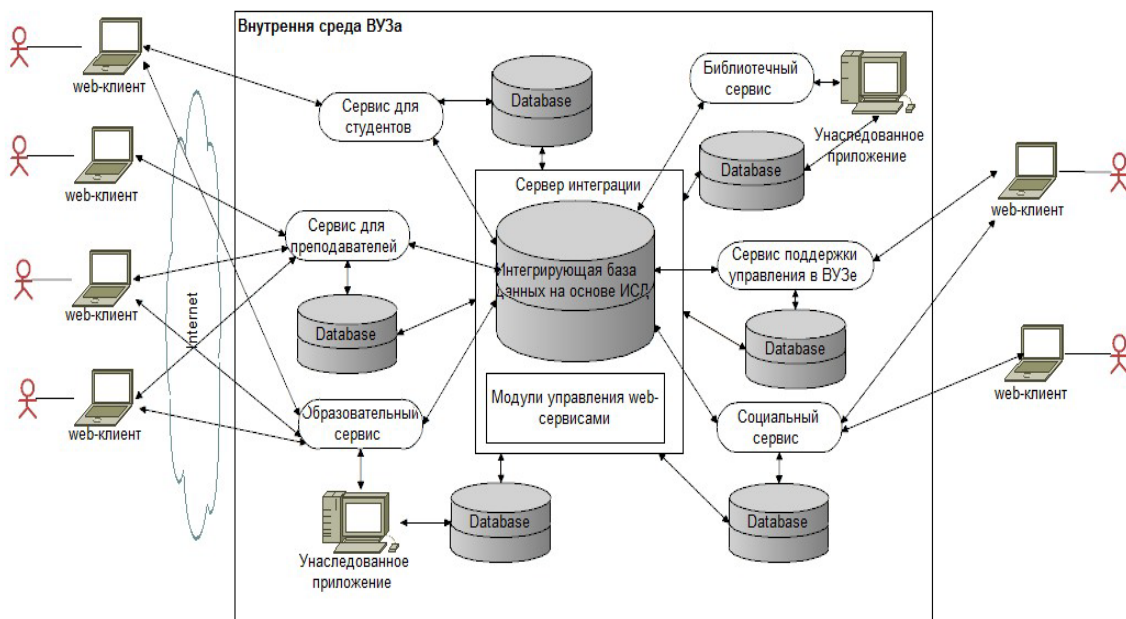 Внутрення среда ВУЗа
web-клиент
Database
Библиотечный
сервис
Сервис для
студентов
Унаследованное
приложение
web-клиент
Database
Сервер интеграции
web-клиент
Сервис для
преподавателей
Интегрирующая база
данных на основе ИСД
Сервис поддержки
управления в ВУЗе
web-клиент
Internet
Database
Database
web-клиент
Модули управления web-
сервисами
web-клиент
Образовательный
сервис
Социальный
сервис
Database
Database
Унаследованное
приложение